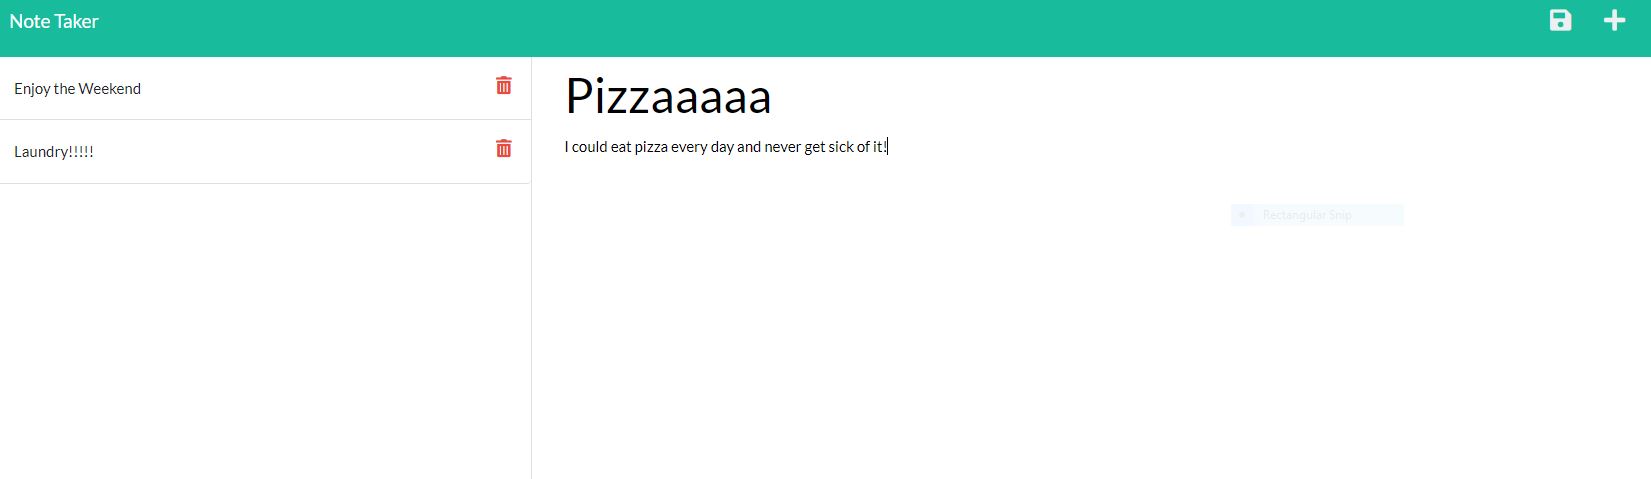 Note Taker
Enjoy the Weekend
Laundry!!!!!
Pizzaaaaa
I could eat pizza every day and never get sick of it!
Rectangular Snip